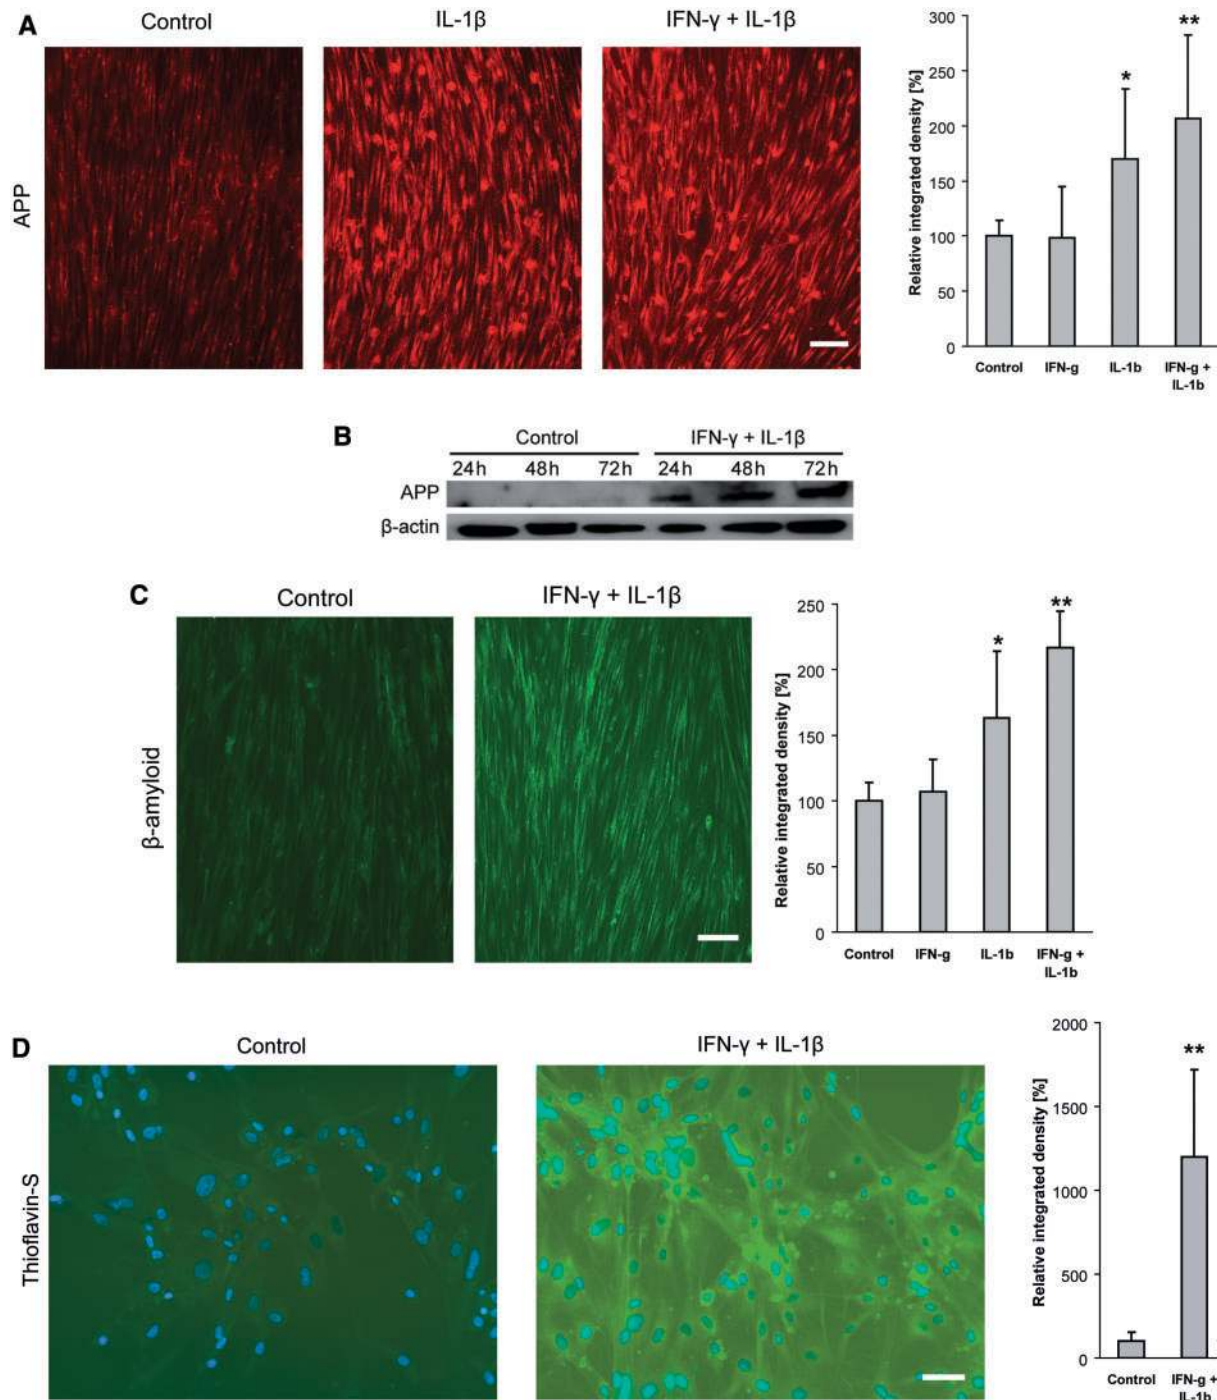 A
Control
IL-1β
IFN-γ + IL-1β
APP
Relative integrated density [%]
300
250
200
150
100
50
0
*
**
Control
IFN-g
IL-1b
IFN-g +
IL-1b
B
Control
IFN-γ + IL-1β
24h 48h 72h 24h 48h 72h
APP
β-actin
C
Control
IFN-γ + IL-1β
β-amyloid
Relative integrated density [%]
250
200
150
100
50
0
*
**
Control
IFN-g
IL-1b
IFN-g +
IL-1b
D
Control
IFN-γ + IL-1β
Thioflavin-S
Relative integrated density [%]
2000
1500
1000
500
0
**
Control
IFN-g +
IL-1b